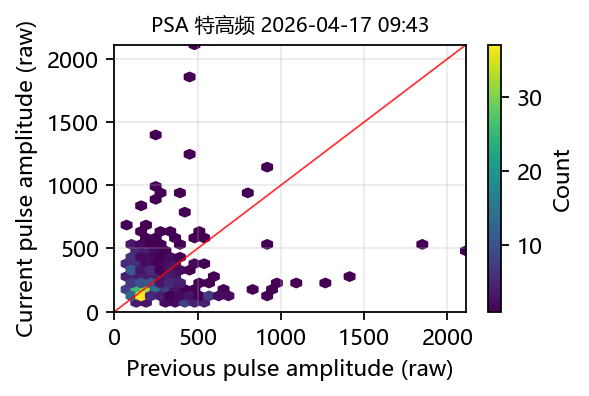 PSA 特高频 2026-04-17 09:43
Current pulse amplitude (raw)
2000
1500
1000
500
0
0 500 1000 1500 2000
Previous pulse amplitude (raw)
30
20
10
Count